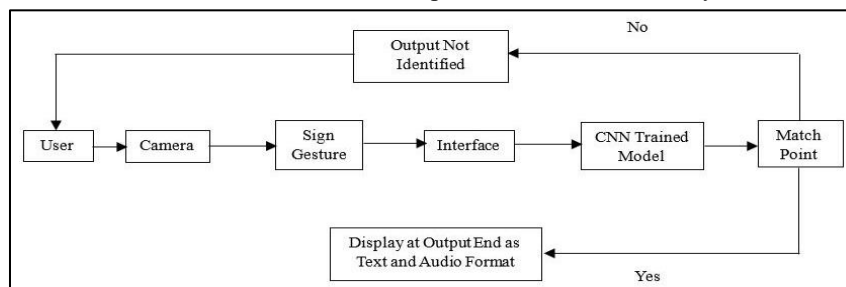 No
Output Not
Identified
User
Camera
Sign
Gesture
Interface
CNN Trained
Model
Match
Point
Display at Output End as
Text and Audio Format
Yes